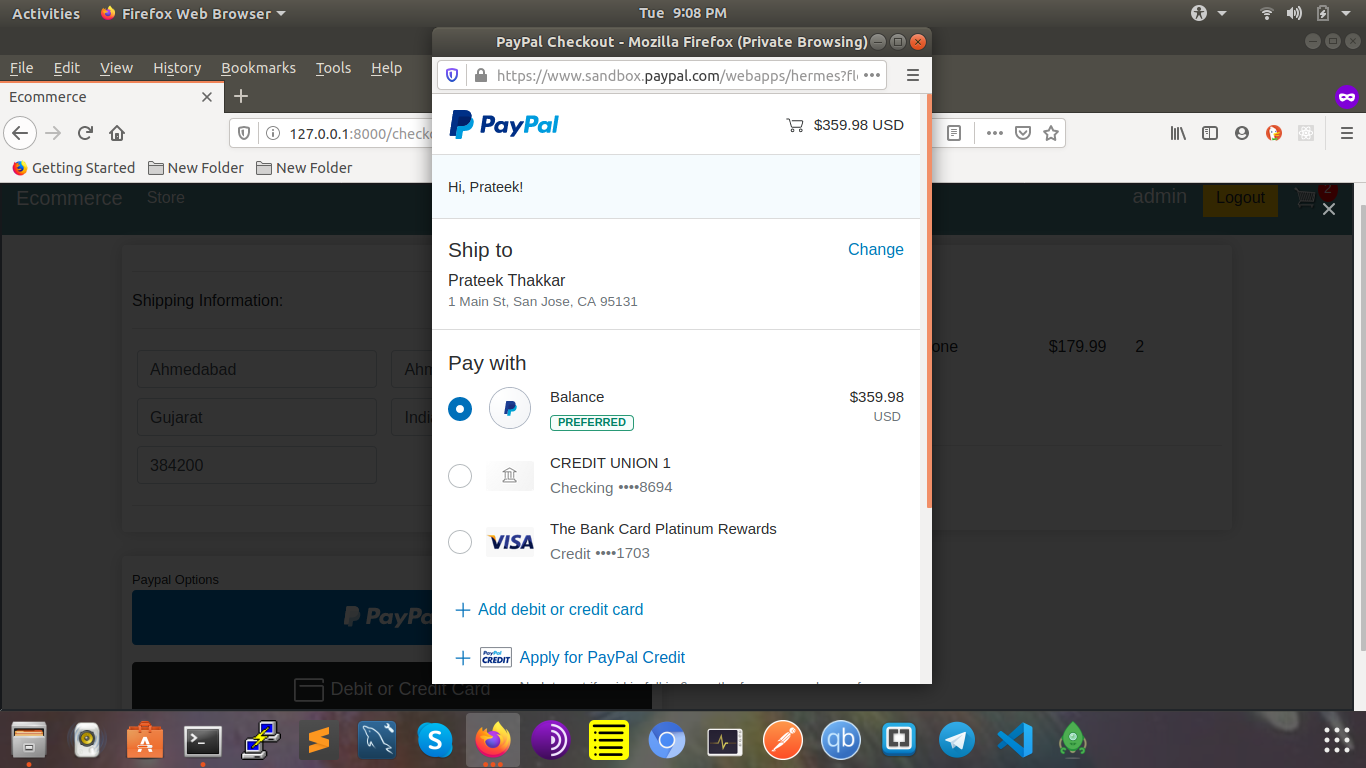 Activities Firefox Web Browser Tue 9:08 PM
PayPal Checkout - Mozilla Firefox (Private Browsing)
File Edit View History Bookmarks Tools Help
https://www.sandbox.paypal.com/webapps/hermes?fl
Ecommerce
127.0.0.1:8000/checko
Getting Started New Folder New Folder
PayPal $359.98 USD
Hi, Prateek!
Ecommerce Store admin Logout 2
Ship to Change
Prateek Thakkar
1 Main St, San Jose, CA 95131
Shipping Information:
one $179.99 2
Ahmedabad
Gujarat India
384200
Pay with
Balance $359.98
PREFERRED USD
CREDIT UNION 1
Checking ••••8694
VISA The Bank Card Platinum Rewards
Credit ••••1703
+ Add debit or credit card
+ PayPal CREDIT Apply for PayPal Credit
Paypal Options
PayPal
Debit or Credit Card